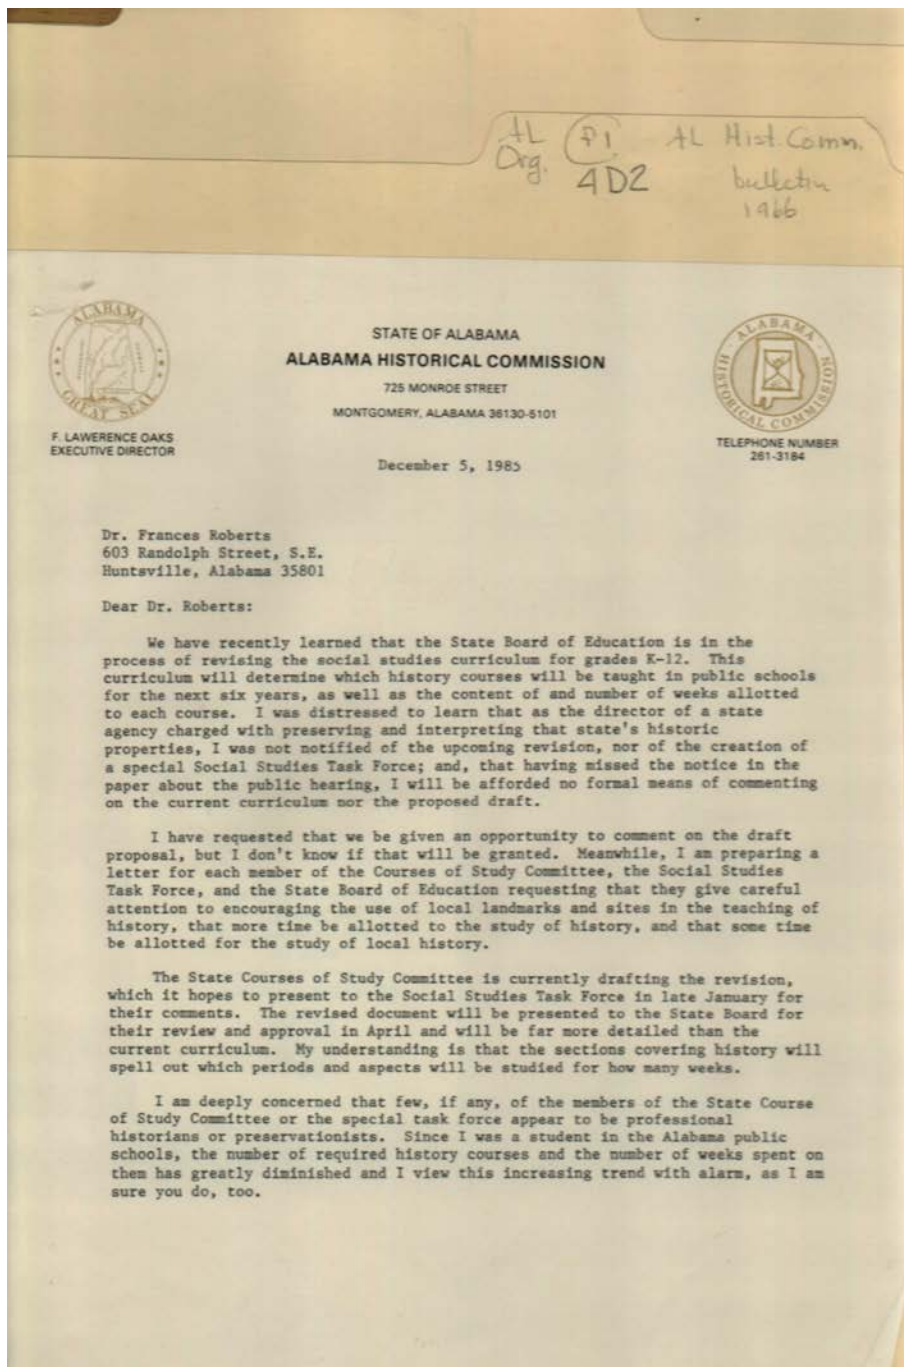 AL
Org.
P1
4D2
AL Hist. Comm.
bulletin
1966
ALABAMA
GREAT SEAL
F. LAWERENCE OAKS
EXECUTIVE DIRECTOR
STATE OF ALABAMA
ALABAMA HISTORICAL COMMISSION
725 MONROE STREET
MONTGOMERY, ALABAMA 36130-5101
ALABAMA
HISTORICAL COMMISSION
TELEPHONE NUMBER
261-3184
December 5, 1985
Dr. Frances Roberts
603 Randolph Street, S.E.
Huntsville, Alabama 35801
Dear Dr. Roberts:
We have recently learned that the State Board of Education is in the
process of revising the social studies curriculum for grades K-12. This
curriculum will determine which history courses will be taught in public schools
for the next six years, as well as the content of and number of weeks allotted
to each course. I was distressed to learn that as the director of a state
agency charged with preserving and interpreting that state's historic
properties, I was not notified of the upcoming revision, nor of the creation of
a special Social Studies Task Force; and, that having missed the notice in the
paper about the public hearing, I will be afforded no formal means of commenting
on the current curriculum nor the proposed draft.
I have requested that we be given an opportunity to comment on the draft
proposal, but I don't know if that will be granted. Meanwhile, I am preparing a
letter for each member of the Courses of Study Committee, the Social Studies
Task Force, and the State Board of Education requesting that they give careful
attention to encouraging the use of local landmarks and sites in the teaching of
history, that more time be allotted to the study of history, and that some time
be allotted for the study of local history.
The State Courses of Study Committee is currently drafting the revision,
which it hopes to present to the Social Studies Task Force in late January for
their comments. The revised document will be presented to the State Board for
their review and approval in April and will be far more detailed than the
current curriculum. My understanding is that the sections covering history will
spell out which periods and aspects will be studied for how many weeks.
I am deeply concerned that few, if any, of the members of the State Course
of Study Committee or the special task force appear to be professional
historians or preservationists. Since I was a student in the Alabama public
schools, the number of required history courses and the number of weeks spent on
them has greatly diminished and I view this increasing trend with alarm, as I am
sure you do, too.